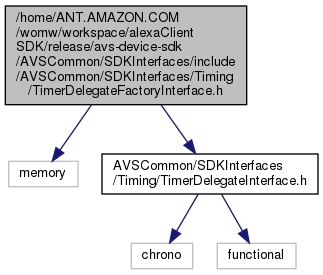 /home/ANT.AMAZON.COM
/womw/workspace/alexaClient
SDK/release/avs-device-sdk
/AVSCommon/SDKInterfaces/include
/AVSCommon/SDKInterfaces/Timing
/TimerDelegateFactoryInterface.h
memory
AVSCommon/SDKInterfaces
/Timing/TimerDelegateInterface.h
chrono
functional